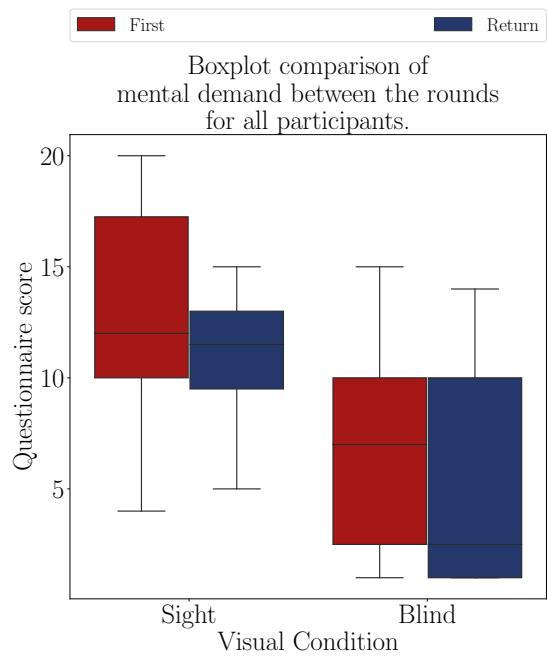 First
Return
Boxplot comparison of
mental demand between the rounds
for all participants.
20
15
10
5
Questionnaire score
Sight
Blind
Visual Condition